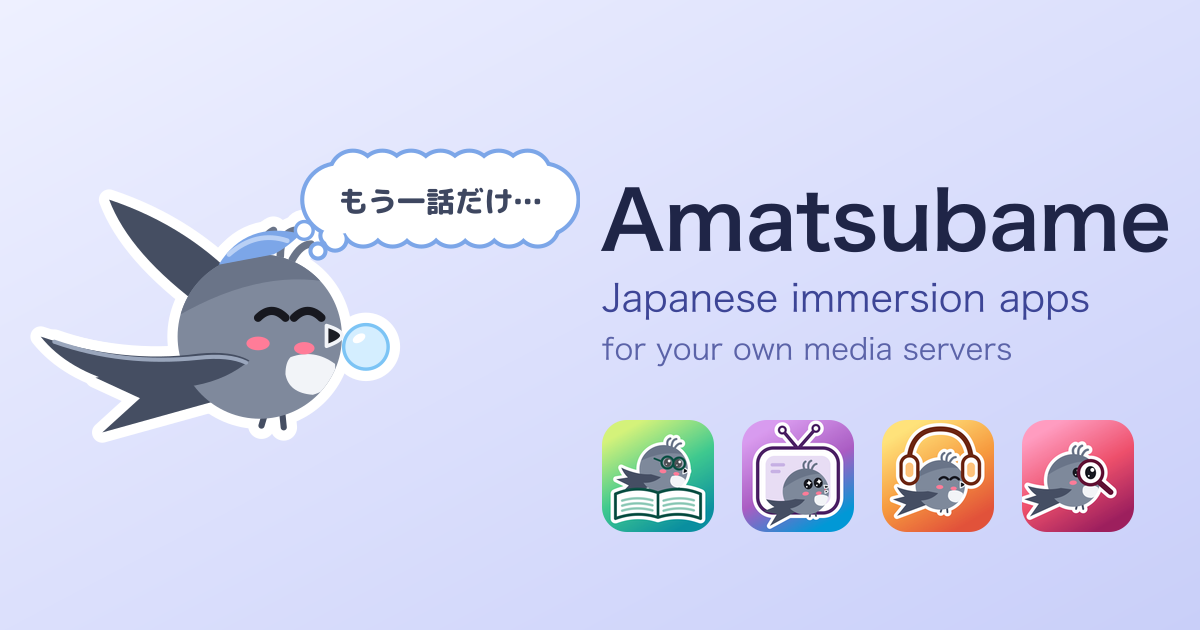 もう一話だけ…
Amatsubame
Japanese immersion apps
for your own media servers